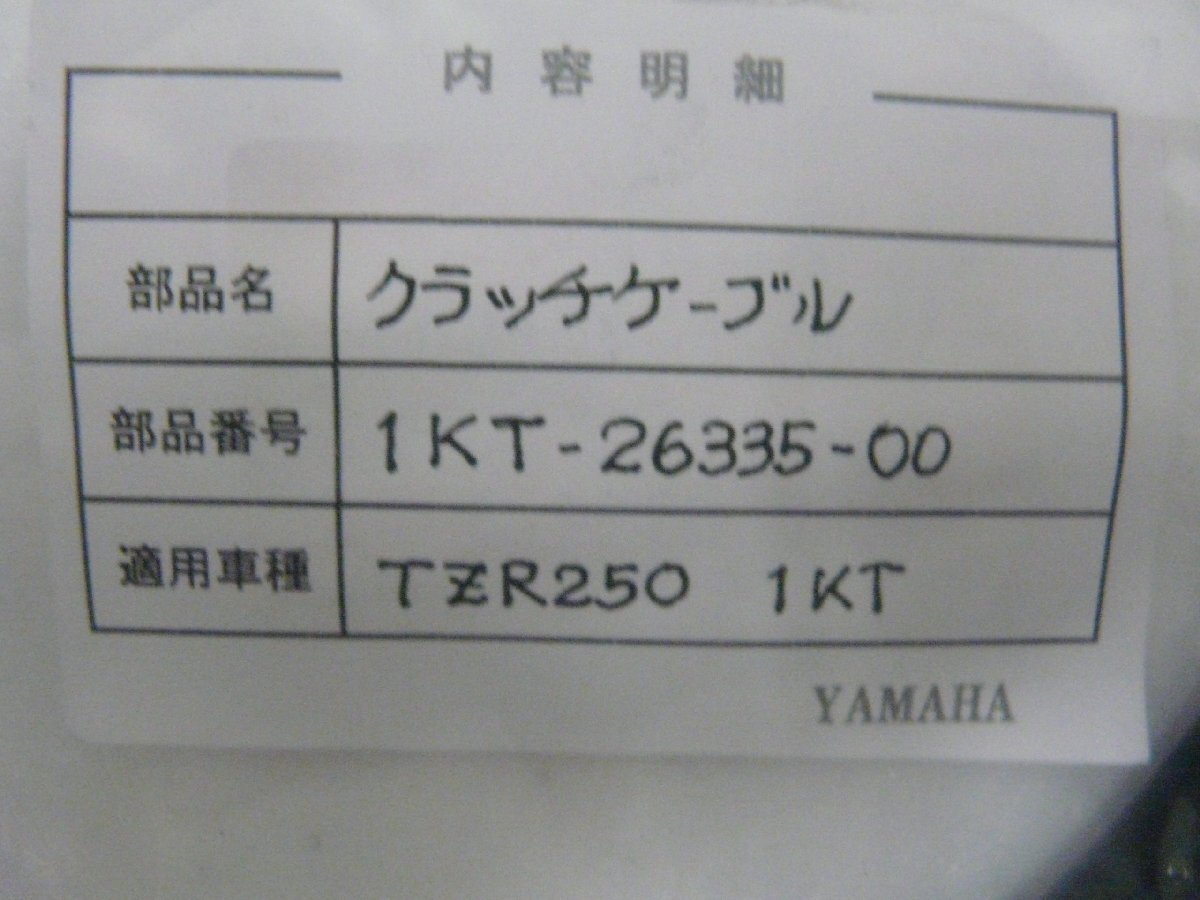 内容明細
部品名 クラッチケーブル
部品番号 1KT-26335-00
適用車種 TZR250 1KT
YAMAHA